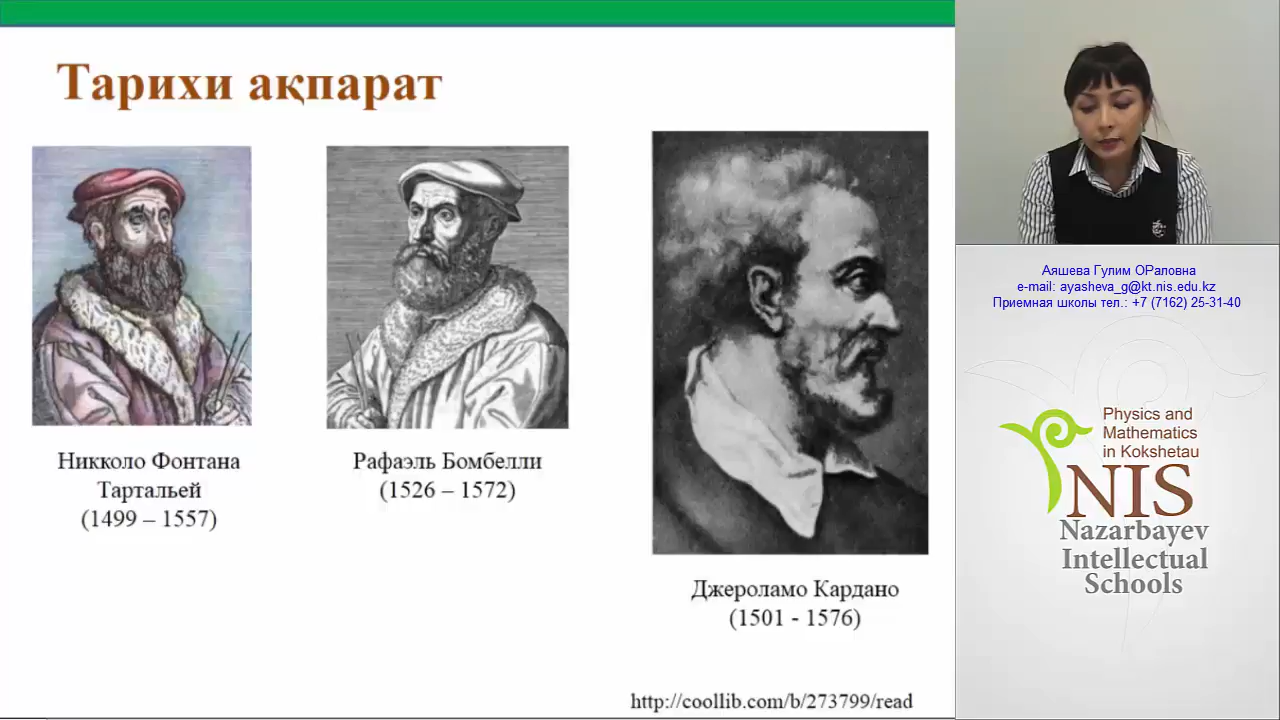 Тарихи ақпарат
Никколо Фонтана
Тартальей
(1499 – 1557)
Рафаэль Бомбелли
(1526 – 1572)
Джероламо Кардано
(1501 - 1576)
http://coollib.com/b/273799/read
Аяшева Гулим ОРаловна
e-mail: ayasheva_g@kt.nis.edu.kz
Приемная школы тел.: +7 (7162) 25-31-40
Physics and
Mathematics
in Kokshetau
NIS
Nazarbayev
Intellectual
Schools